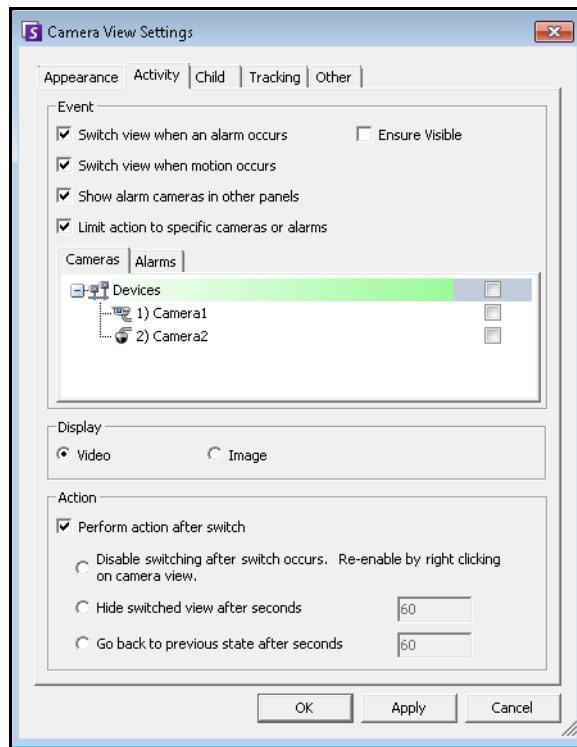 S Camera View Settings
Appearance Activity Child Tracking Other
Event
Switch view when an alarm occurs Ensure Visible
Switch view when motion occurs
Show alarm cameras in other panels
Limit action to specific cameras or alarms
Cameras Alarms
Devices
1) Camera1
2) Camera2
Display
Video Image
Action
Perform action after switch
Disable switching after switch occurs. Re-enable by right clicking
on camera view.
Hide switched view after seconds 60
Go back to previous state after seconds 60
OK Apply Cancel